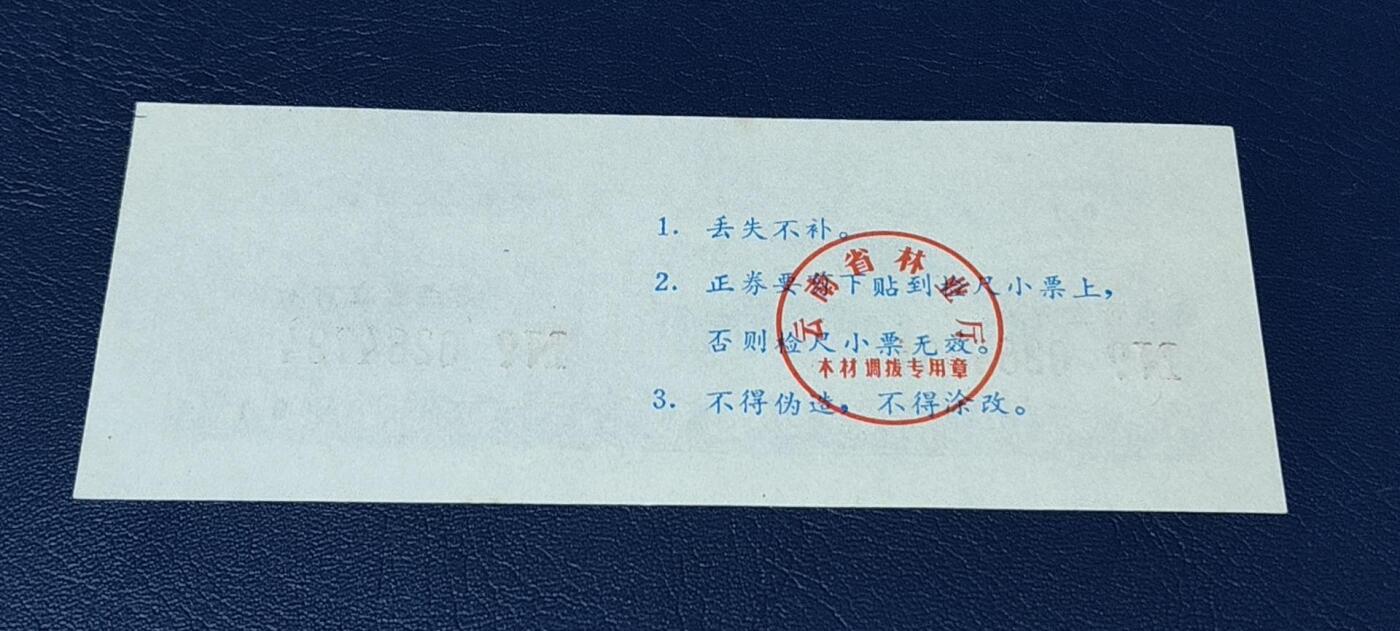 1. 丢失不补。
2. 正券要剪下贴到检尺小票上,
否则检尺小票无效。
3. 不得伪造, 不得涂改。
云南省林业厅
木材调拨专用章